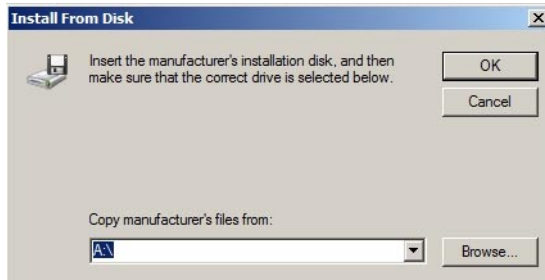 Install From Disk
Insert the manufacturer's installation disk, and then
make sure that the correct drive is selected below.
OK
Cancel
Copy manufacturer's files from:
A:\
Browse...